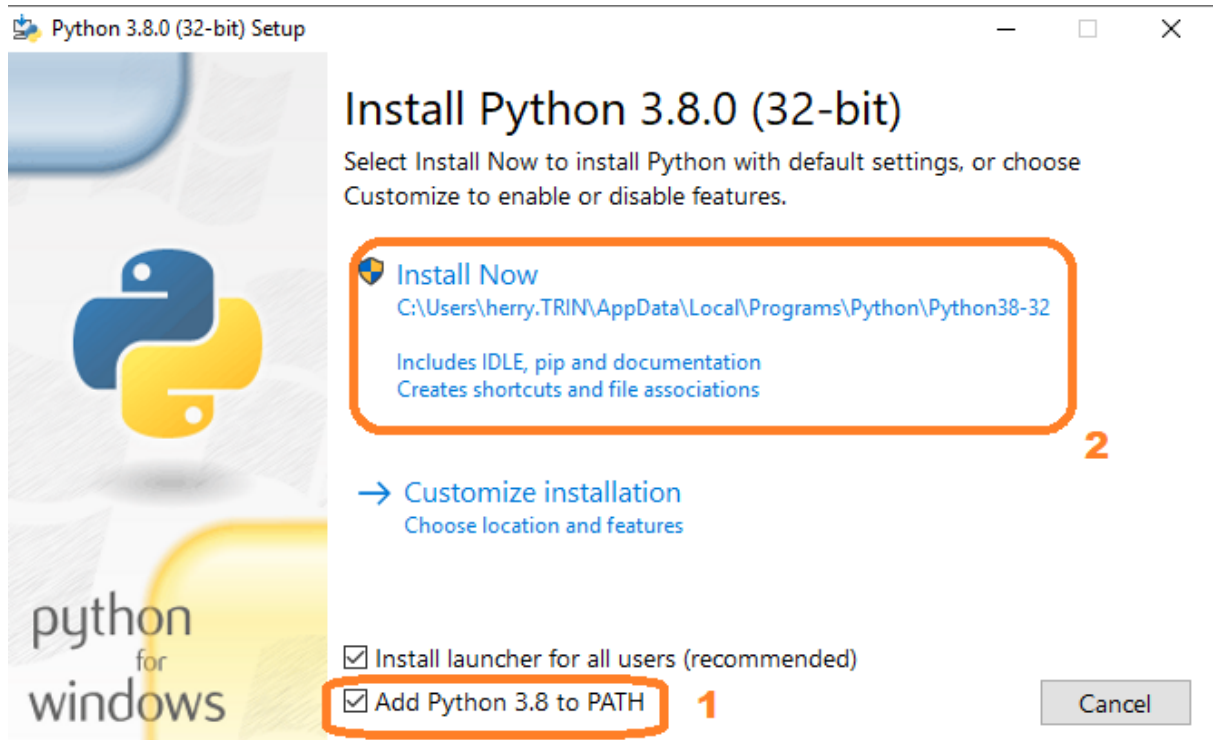 Python 3.8.0 (32-bit) Setup
Install Python 3.8.0 (32-bit)
Select Install Now to install Python with default settings, or choose
Customize to enable or disable features.
Install Now
C:\Users\herry.TRIN\AppData\Local\Programs\Python\Python38-32
Includes IDLE, pip and documentation
Creates shortcuts and file associations
2
Customize installation
Choose location and features
python
for
windows
Install launcher for all users (recommended)
Add Python 3.8 to PATH
1
Cancel